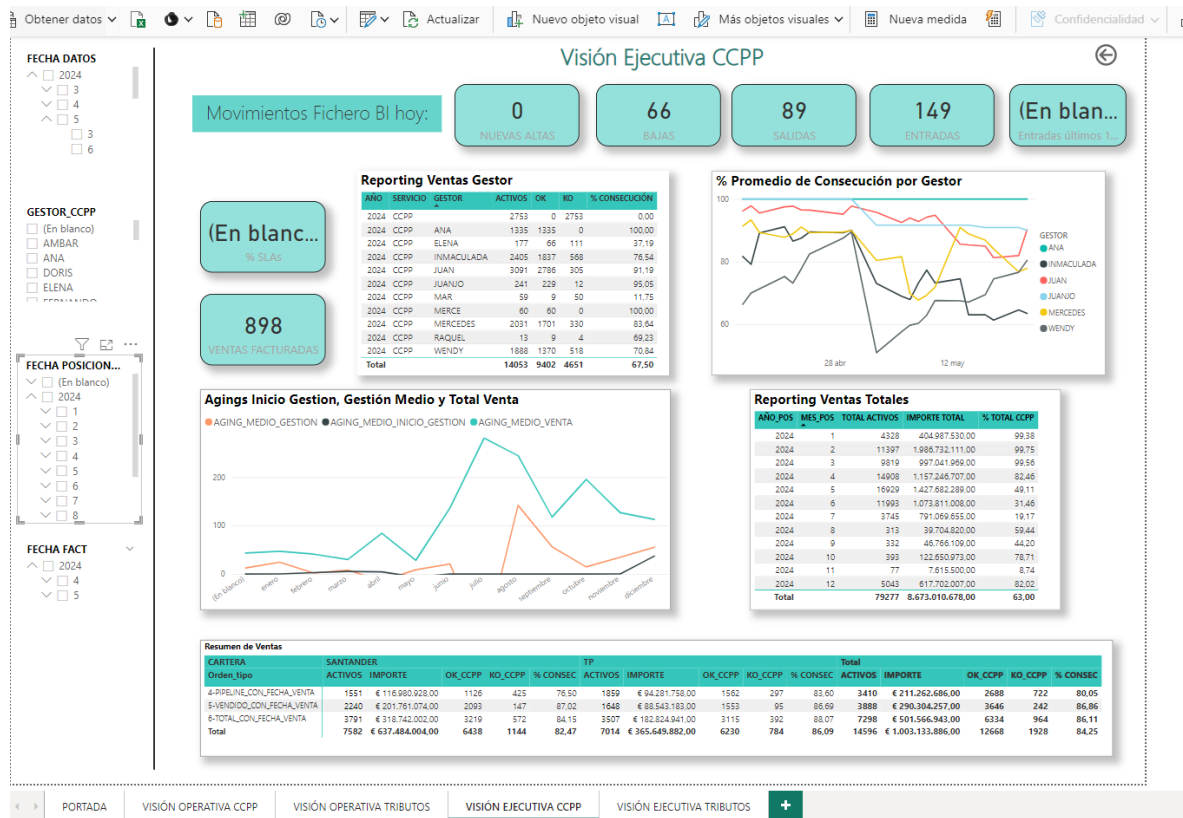 Obtener datos
Actualizar
Nuevo objeto visual
Más objetos visuales
Nueva medida
Confidencialidad
Visión Ejecutiva CCPP
FECHA DATOS
2024
3
4
5
3
6
Movimientos Fichero BI hoy:
0
NUEVAS ALTAS
66
BAJAS
89
SALIDAS
149
ENTRADAS
(En blan...
Entradas últimos 1...
GESTOR_CCPP
(En blanco)
AMBAR
ANA
DORIS
ELENA
FERNANDO
(En blanc...
% SLAs
898
VENTAS FACTURADAS
Reporting Ventas Gestor
AÑO SERVICIO GESTOR ACTIVOS OK KO % CONSECUCIÓN
2024 CCPP 2753 0 2753 0,00
2024 CCPP ANA 1335 1335 0 100,00
2024 CCPP ELENA 177 66 111 37,19
2024 CCPP INMACULADA 2405 1837 568 76,54
2024 CCPP JUAN 3091 2786 305 91,19
2024 CCPP JUANJO 241 229 12 95,05
2024 CCPP MAR 59 9 50 11,75
2024 CCPP MERCE 60 60 0 100,00
2024 CCPP MERCEDES 2031 1701 330 83,64
2024 CCPP RAQUEL 13 9 4 69,23
2024 CCPP WENDY 1888 1370 518 70,84
Total 14053 9402 4651 67,50
% Promedio de Consecución por Gestor
100
80
60
28 abr
12 may
GESTOR
ANA
INMACULADA
JUAN
JUANJO
MERCEDES
WENDY
FECHA POSICION...
(En blanco)
2024
1
2
3
4
5
6
7
8
FECHA FACT
2024
4
5
Agings Inicio Gestion, Gestión Medio y Total Venta
AGING_MEDIO_GESTION AGING_MEDIO_INICIO_GESTION AGING_MEDIO_VENTA
200
100
0
(En blanco) enero febrero marzo abril mayo junio julio agosto septiembre octubre noviembre diciembre
Reporting Ventas Totales
AÑO_POS MES_POS TOTAL ACTIVOS IMPORTE TOTAL % TOTAL CCPP
2024 1 4328 404.987.530,00 99,38
2024 2 11397 1.986.732.111,00 99,75
2024 3 9819 997.041.969,00 99,56
2024 4 14908 1.157.246.707,00 82,46
2024 5 16929 1.427.682.289,00 49,11
2024 6 11993 1.073.811.008,00 31,46
2024 7 3745 791.069.655,00 19,17
2024 8 313 39.704.820,00 59,44
2024 9 332 46.766.109,00 44,20
2024 10 393 122.650.973,00 78,71
2024 11 77 7.615.500,00 8,74
2024 12 5043 617.702.007,00 82,02
Total 79277 8.673.010.678,00 63,00
Resumen de Ventas
CARTERA SANTANDER TP Total
Orden_tipo ACTIVOS IMPORTE OK_CCPP KO_CCPP % CONSEC ACTIVOS IMPORTE OK_CCPP KO_CCPP % CONSEC ACTIVOS IMPORTE OK_CCPP KO_CCPP % CONSEC
4-PIPELINE_CON_FECHA_VENTA 1551 € 116.980.928,00 1126 425 76,50 1859 € 94.281.758,00 1562 297 83,60 3410 € 211.262.686,00 2688 722 80,05
5-VENDIDO_CON_FECHA_VENTA 2240 € 201.761.074,00 2093 147 87,02 1648 € 88.543.183,00 1553 95 86,69 3888 € 290.304.257,00 3646 242 86,86
6-TOTAL_CON_FECHA_VENTA 3791 € 318.742.002,00 3219 572 84,15 3507 € 182.824.941,00 3115 392 88,07 7298 € 501.566.943,00 6334 964 86,11
Total 7582 € 637.484.004,00 6438 1144 82,47 7014 € 365.649.882,00 6230 784 86,09 14596 € 1.003.133.886,00 12668 1928 84,25
PORTADA
VISIÓN OPERATIVA CCPP
VISIÓN OPERATIVA TRIBUTOS
VISIÓN EJECUTIVA CCPP
VISIÓN EJECUTIVA TRIBUTOS